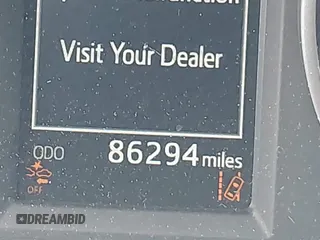 Visit Your Dealer
ODO 86294 miles
OFF
DREAMBID